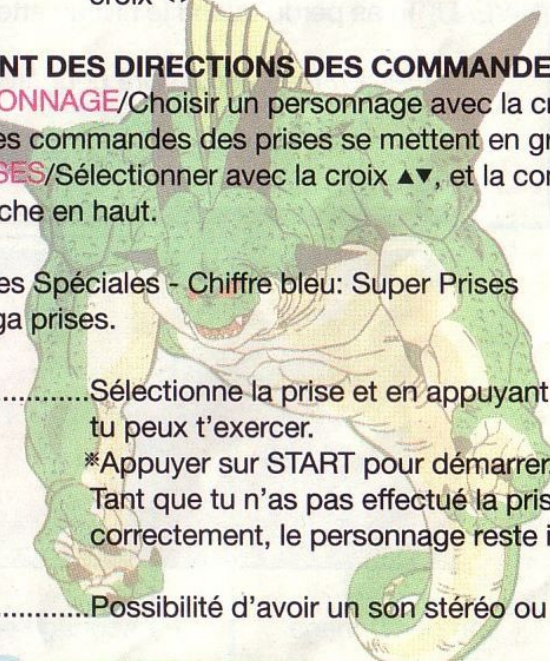 croix
NT DES DIRECTIONS DES COMMANDE
ONNAGE/Choisir un personnage avec la c
es commandes des prises se mettent en gr
SES/Sélectionner avec la croix ▲▼, et la co
che en haut.
es Spéciales - Chiffre bleu: Super Prises
ga prises.
............Sélectionne la prise et en appuyant
tu peux t'exercer.
※Appuyer sur START pour démarrer.
Tant que tu n'as pas effectué la pris
correctement, le personnage reste i
............Possibilité d'avoir un son stéréo ou